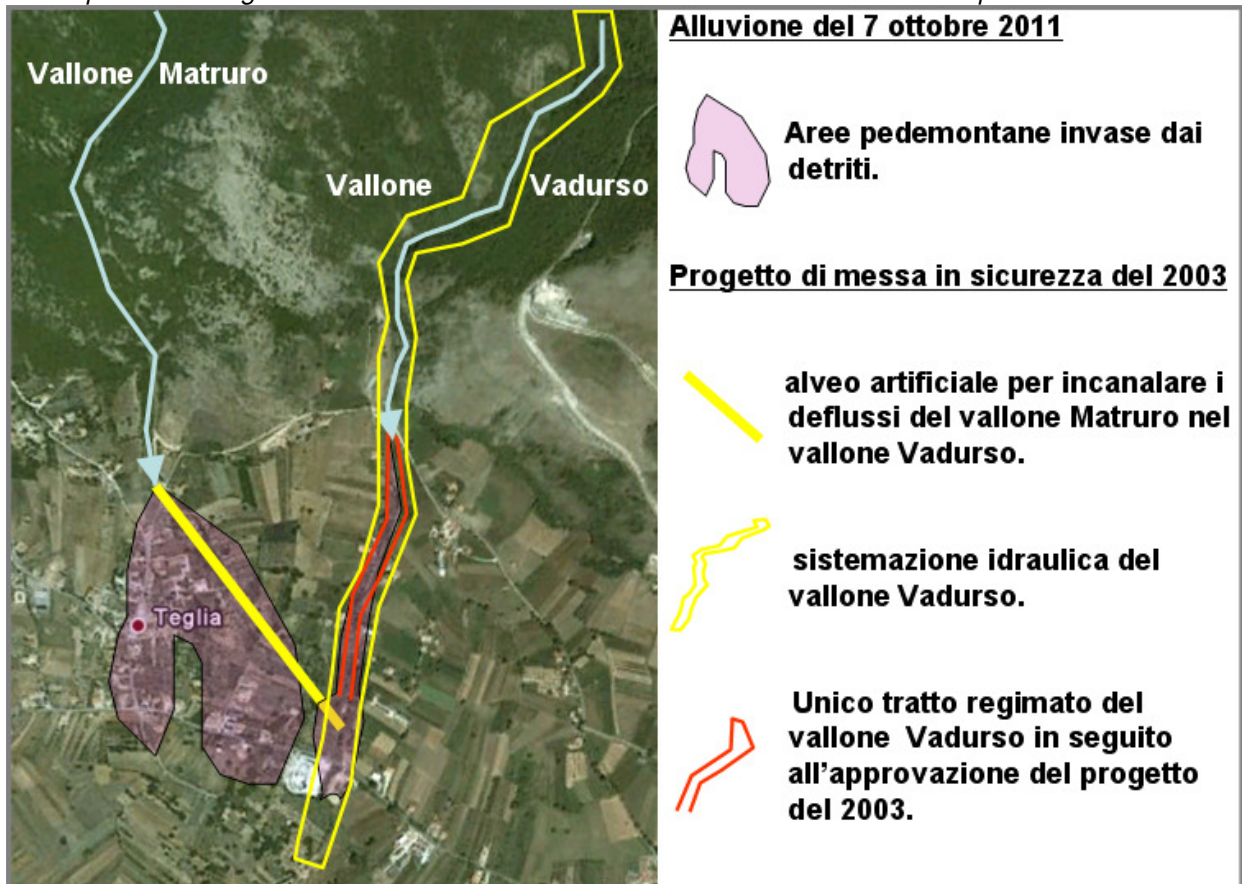 Alluvione del 7 ottobre 2011
Vallone Matruro
Aree pedemontane invase dai
detriti.
Vallone Vadurso
Progetto di messa in sicurezza del 2003
alveo artificiale per incanalare i
deflussi del vallone Matruro nel
vallone Vadurso.
sistemazione idraulica del
vallone Vadurso.
Teglia
Unico tratto regimato del
vallone Vadurso in seguito
all'approvazione del progetto
del 2003.